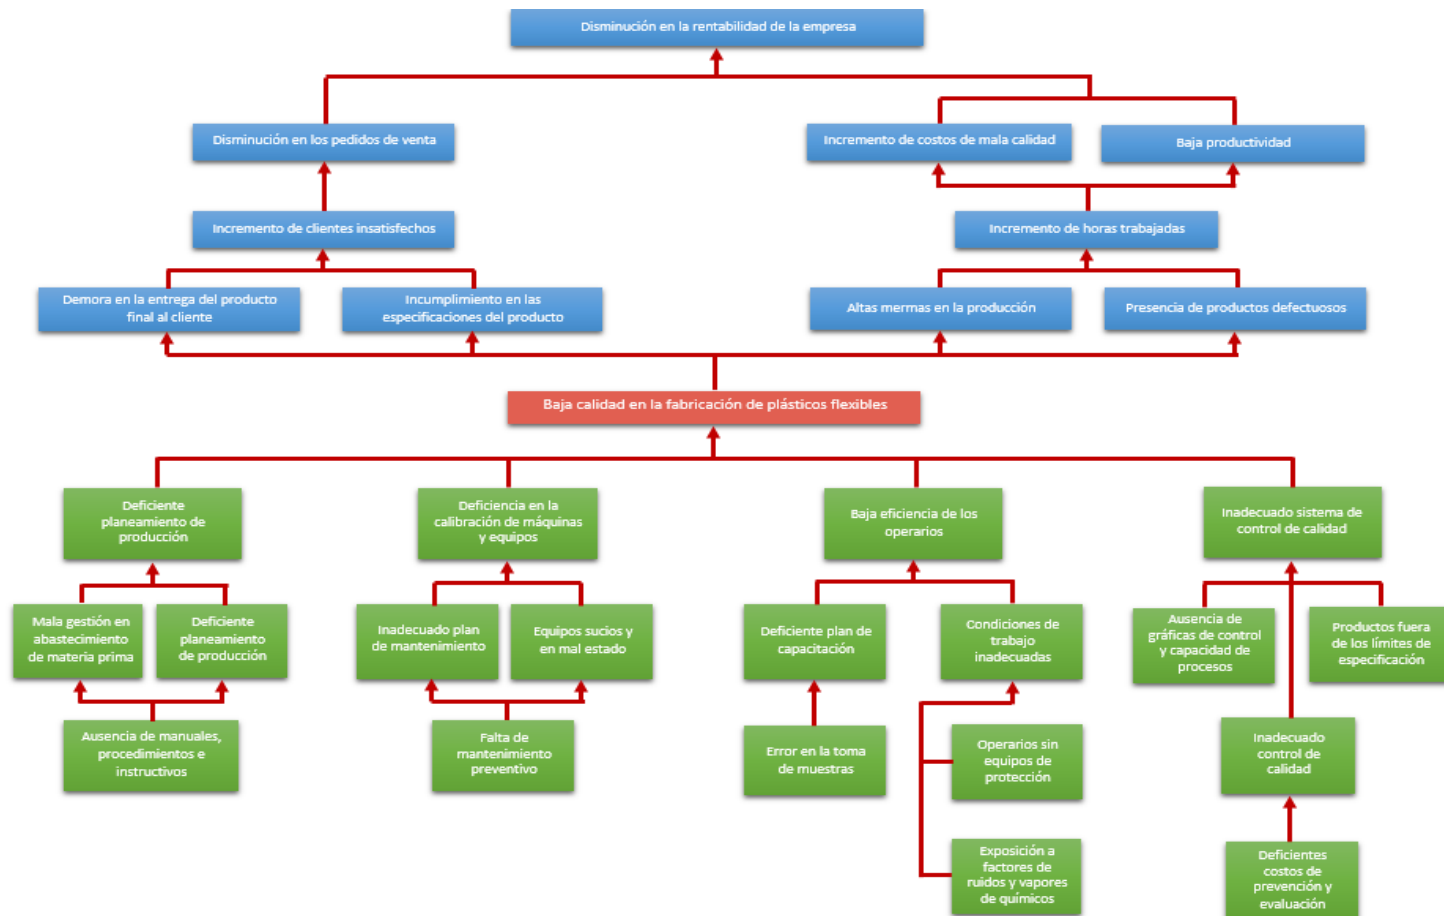 Disminución en la rentabilidad de la empresa
Disminución en los pedidos de venta
Incremento de costos de mala calidad
Baja productividad
Incremento de clientes insatisfechos
Incremento de horas trabajadas
Demora en la entrega del producto
final al cliente
Incumplimiento en las
especificaciones del producto
Altas mermas en la producción
Presencia de productos defectuosos
Baja calidad en la fabricación de plásticos flexibles
Deficiente
planeamiento de
producción
Deficiencia en la
calibración de máquinas
y equipos
Baja eficiencia de los
operarios
Inadecuado sistema de
control de calidad
Mala gestión en
abastecimiento
de materia prima
Deficiente
planeamiento
de producción
Inadecuado plan
de mantenimiento
Equipos sucios y
en mal estado
Deficiente plan de
capacitación
Condiciones de
trabajo
inadecuadas
Ausencia de
gráficas de control
y capacidad de
procesos
Productos fuera
de los límites de
especificación
Ausencia de manuales,
procedimientos e
instructivos
Falta de
mantenimiento
preventivo
Error en la toma
de muestras
Operarios sin
equipos de
protección
Inadecuado
control de
calidad
Exposición a
factores de
ruidos y vapores
de químicos
Deficientes
costos de
prevención y
evaluación